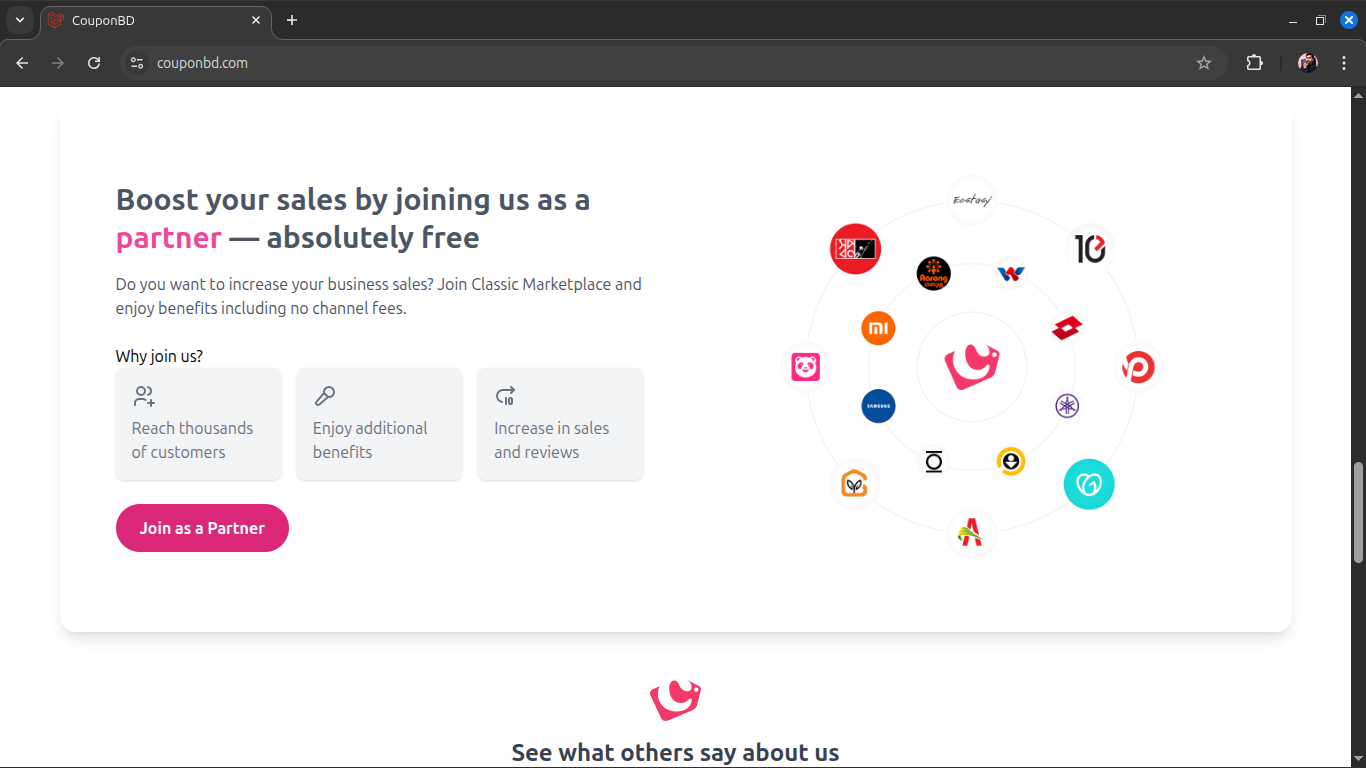 CouponBD
couponbd.com
Boost your sales by joining us as a
partner — absolutely free
Do you want to increase your business sales? Join Classic Marketplace and
enjoy benefits including no channel fees.
Why join us?
Reach thousands
of customers
Enjoy additional
benefits
10
Increase in sales
and reviews
Join as a Partner
Ecstasy
10
Aarong
mi
SAMSUNG
See what others say about us